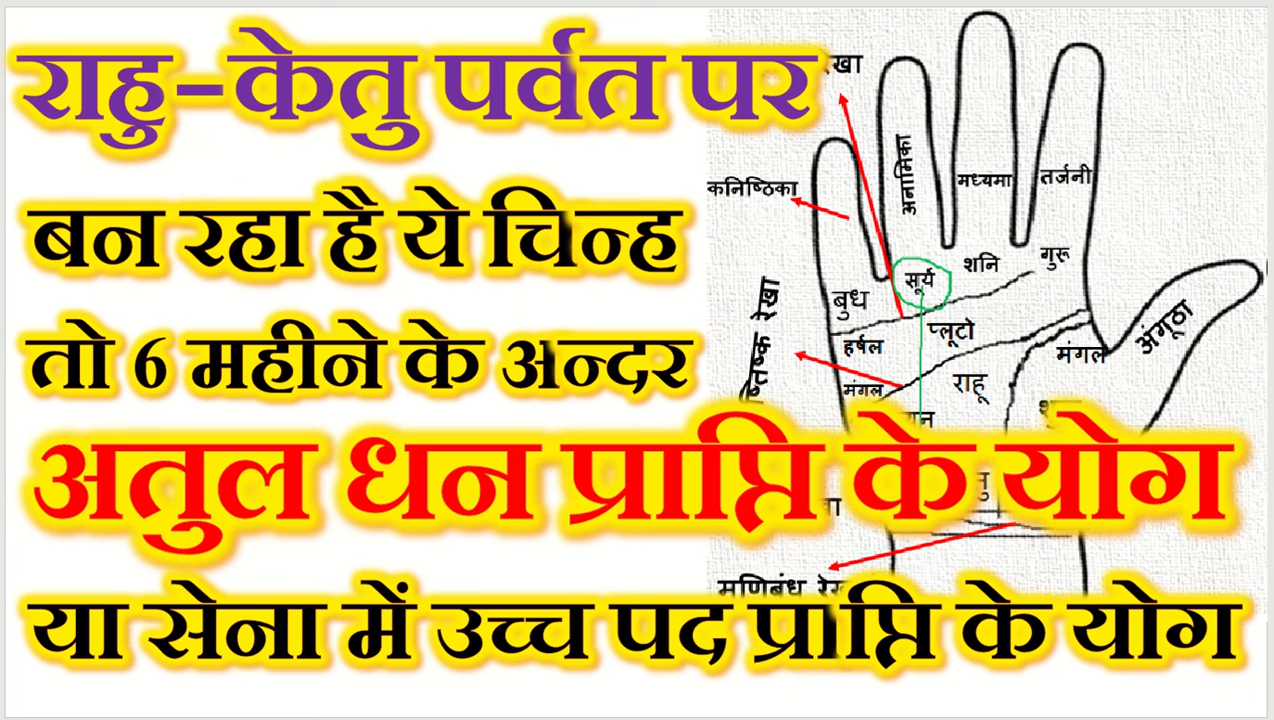 राहु-केतु पर्वत पर
बन रहा है ये चिन्ह
तो 6 महीने के अन्दर
अतुल धन प्राप्ति के योग
या सेना में उच्च पद प्राप्ति के योग
कनिष्ठिका
अनामिका
मध्यमा
तर्जनी
अंगूठा
बुध
सूर्य
शनि
गुरू
हर्षल
प्लूटो
मंगल
मंगल
राहू
रेखा
मणिबंध